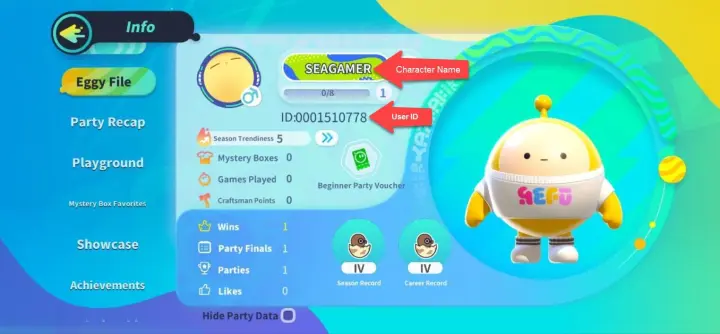 Info
Eggy File
Party Recap
Playground
Mystery Box Favorites
Showcase
Achievements
SEAGAMER
Character Name
0/8
1
ID:0001510778
User ID
Season Trendiness 5
Mystery Boxes 0
Games Played 0
Craftsman Points 0
Beginner Party Voucher
Wins 1
Party Finals 1
Parties 1
Likes 0
Hide Party Data
IV
Season Record
IV
Career Record